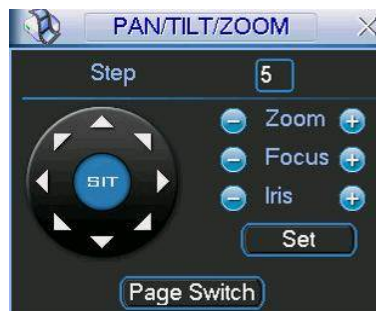 PAN/TILT/ZOOM
Step 5
SIT
Zoom
Focus
Iris
Set
Page Switch